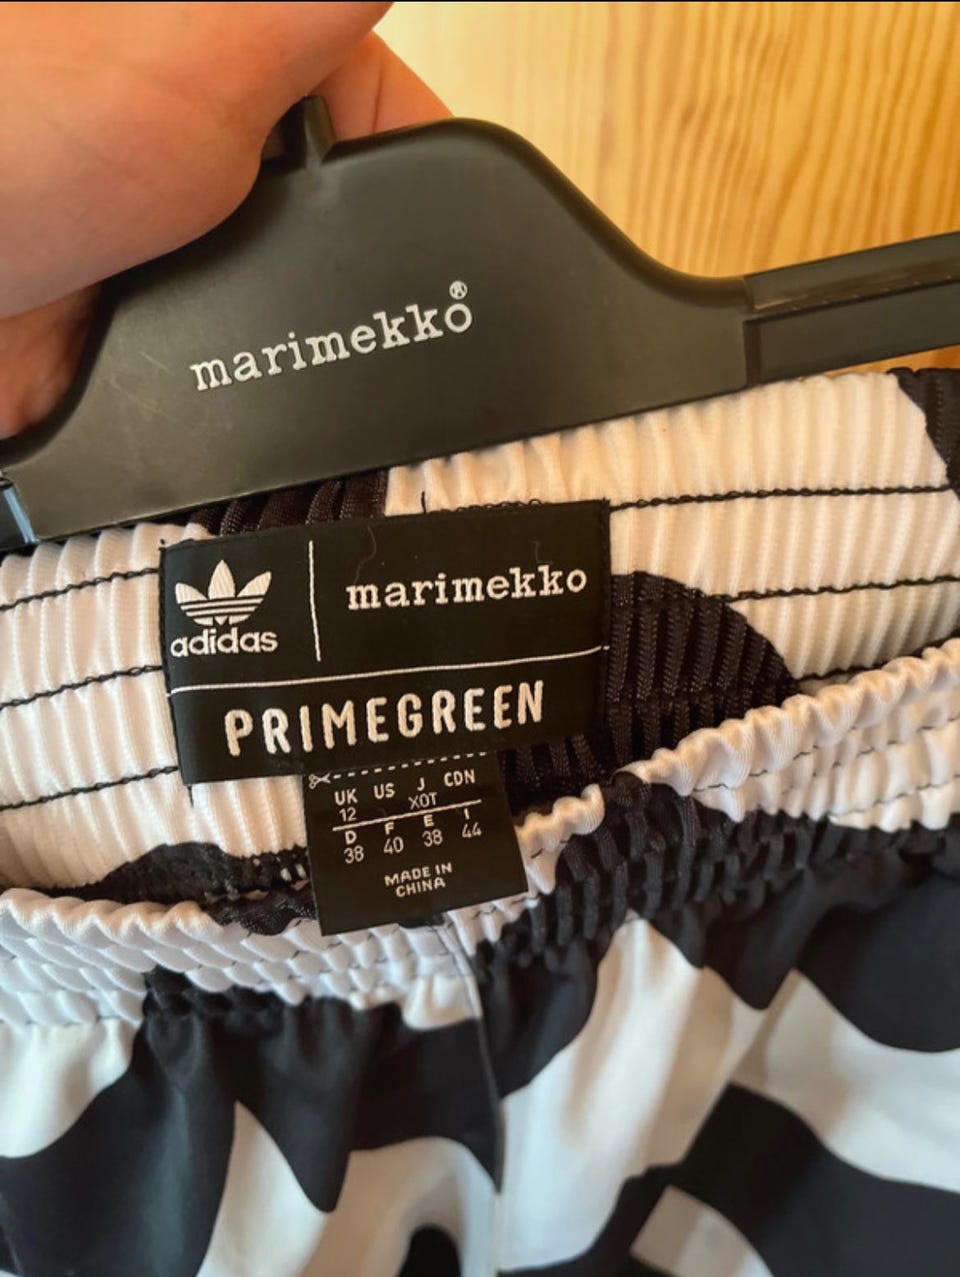 marimekko®
adidas
marimekko
PRIMEGREEN
UK US J CDN
12 XOT
D F E I
38 40 38 44
MADE IN
CHINA